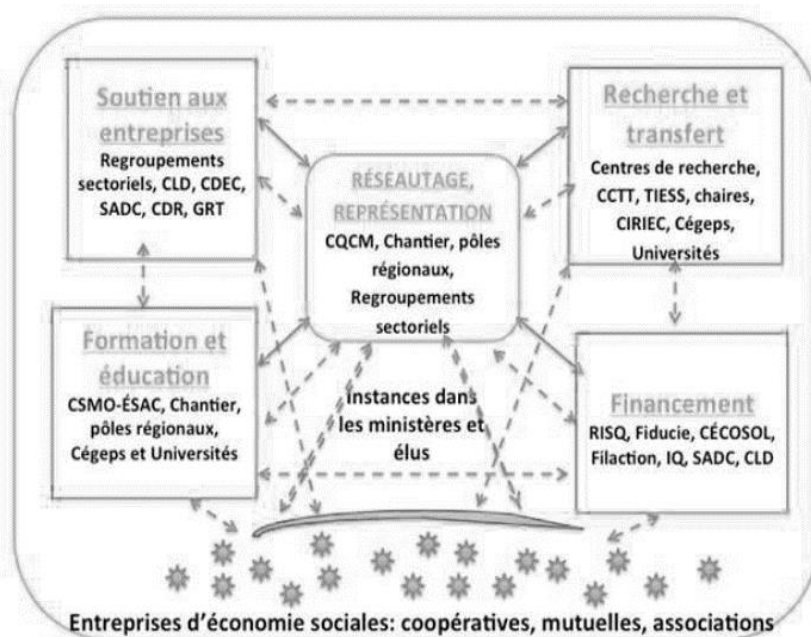 Soutien aux
entreprises
Regroupements
sectoriels, CLD, CDEC,
SADC, CDR, GRT
Recherche et
transfert
Centres de recherche,
CCTT, TIESS, chaires,
CIRIEC, Cégeps,
Universités
RÉSEAUTAGE,
REPRÉSENTATION
CQCM, Chantier, pôles
régionaux,
Regroupements
sectoriels
Formation et
éducation
CSMO-ÉSAC, Chantier,
pôles régionaux,
Cégeps et Universités
Instances dans
les ministères et
élus
Financement
RISQ, Fiducie, CÉCOSOL,
Filaction, IQ, SADC, CLD
Entreprises d'économie sociales: coopératives, mutuelles, associations